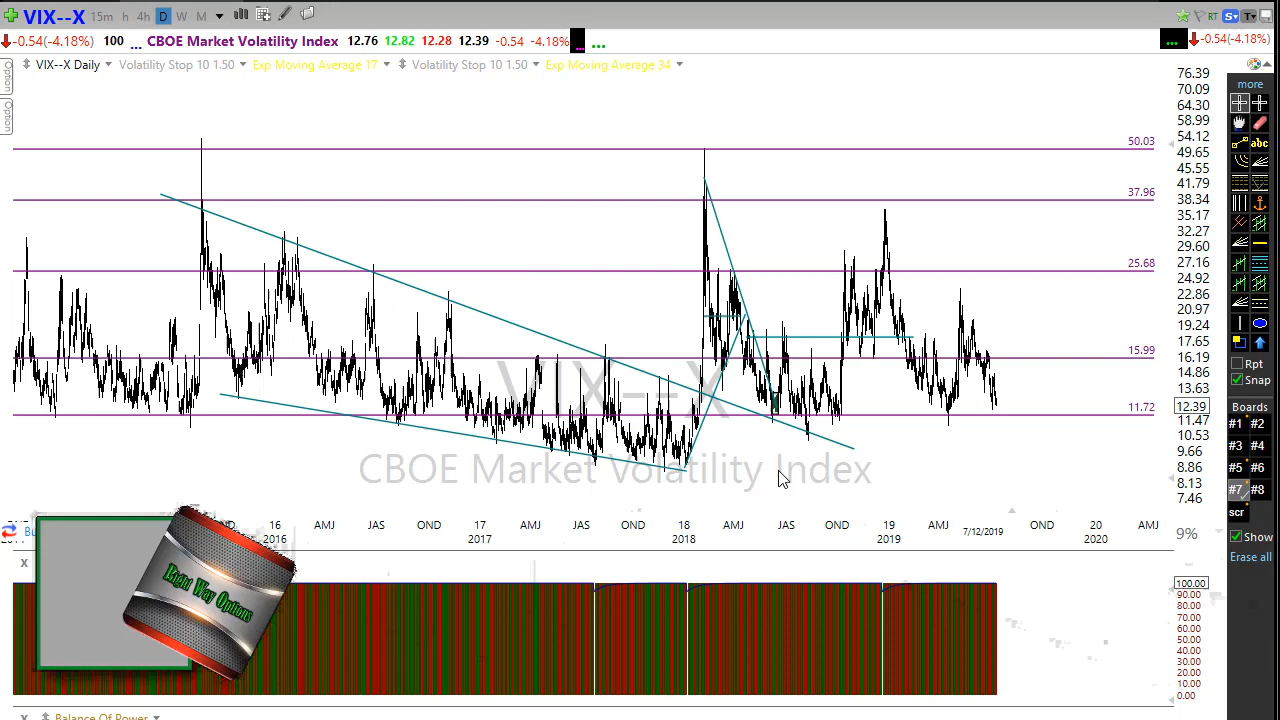 VIX--X 15m h 4h D W M RT S T
-0.54(-4.18%) 100 ... CBOE Market Volatility Index 12.76 12.82 12.28 12.39 -0.54 -4.18% ... ... ... -0.54(-4.18%)
Option VIX--X Daily Volatility Stop 10 1.50 Exp Moving Average 17 Volatility Stop 10 1.50 Exp Moving Average 34
Option
76.39
70.09
64.30
58.99
54.12
49.65
45.55
41.79
38.34
35.17
32.27
29.60
27.16
24.92
22.86
20.97
19.24
17.65
16.19
14.86
13.63
12.39
11.47
10.53
9.66
8.86
8.13
7.46
50.03
37.96
25.68
15.99
11.72
VIX--X
CBOE Market Volatility Index
more
abc
Rpt
Snap
Boards
#1 #2
#3 #4
#5 #6
#7 #8
scr
Show
Erase all
16 AMJ JAS OND 17 AMJ JAS OND 18 AMJ JAS OND 19 AMJ 7/12/2019 OND 20 AMJ
2016 2017 2018 2019 2020
9%
X
Right Way Options
100.00
90.00
80.00
70.00
60.00
50.00
40.00
30.00
20.00
10.00
0.00
X Balance Of Power